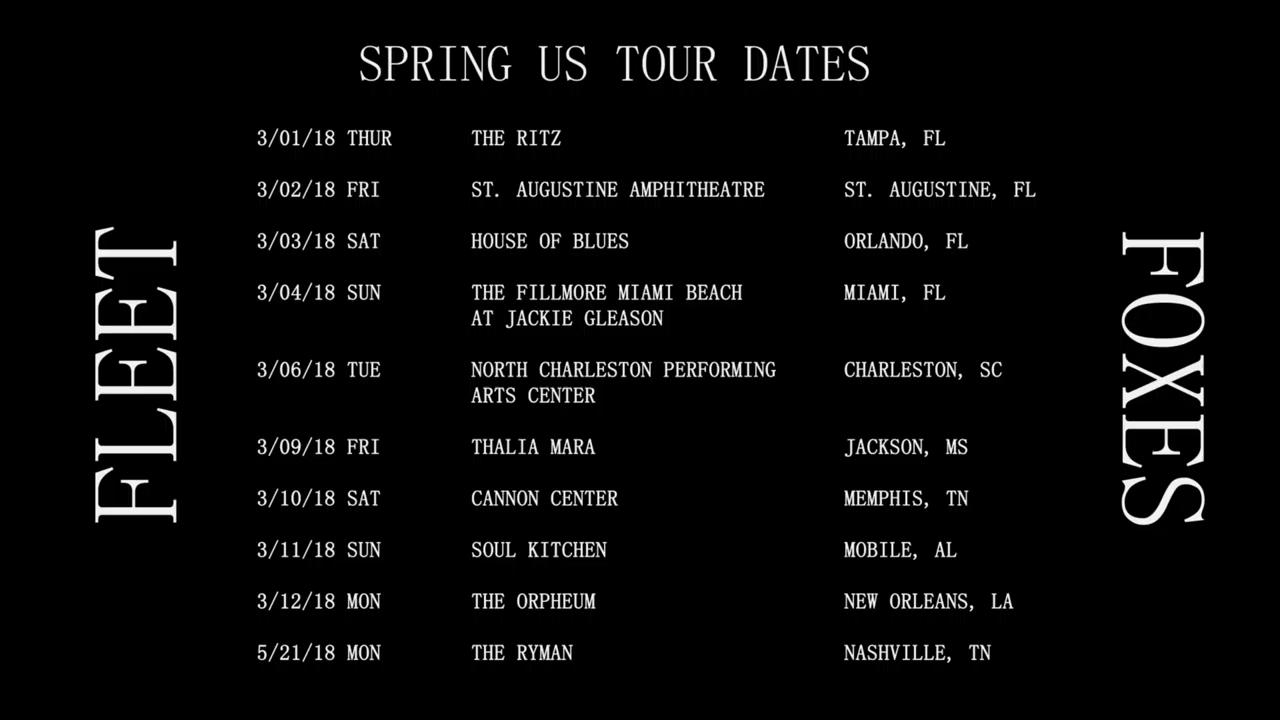 SPRING US TOUR DATES
3/01/18 THUR THE RITZ TAMPA, FL
3/02/18 FRI ST. AUGUSTINE AMPHITHEATRE ST. AUGUSTINE, FL
3/03/18 SAT HOUSE OF BLUES ORLANDO, FL
3/04/18 SUN THE FILLMORE MIAMI BEACH MIAMI, FL
AT JACKIE GLEASON
3/06/18 TUE NORTH CHARLESTON PERFORMING CHARLESTON, SC
ARTS CENTER
3/09/18 FRI THALIA MARA JACKSON, MS
3/10/18 SAT CANNON CENTER MEMPHIS, TN
3/11/18 SUN SOUL KITCHEN MOBILE, AL
3/12/18 MON THE ORPHEUM NEW ORLEANS, LA
5/21/18 MON THE RYMAN NASHVILLE, TN
FLEET
FOXES